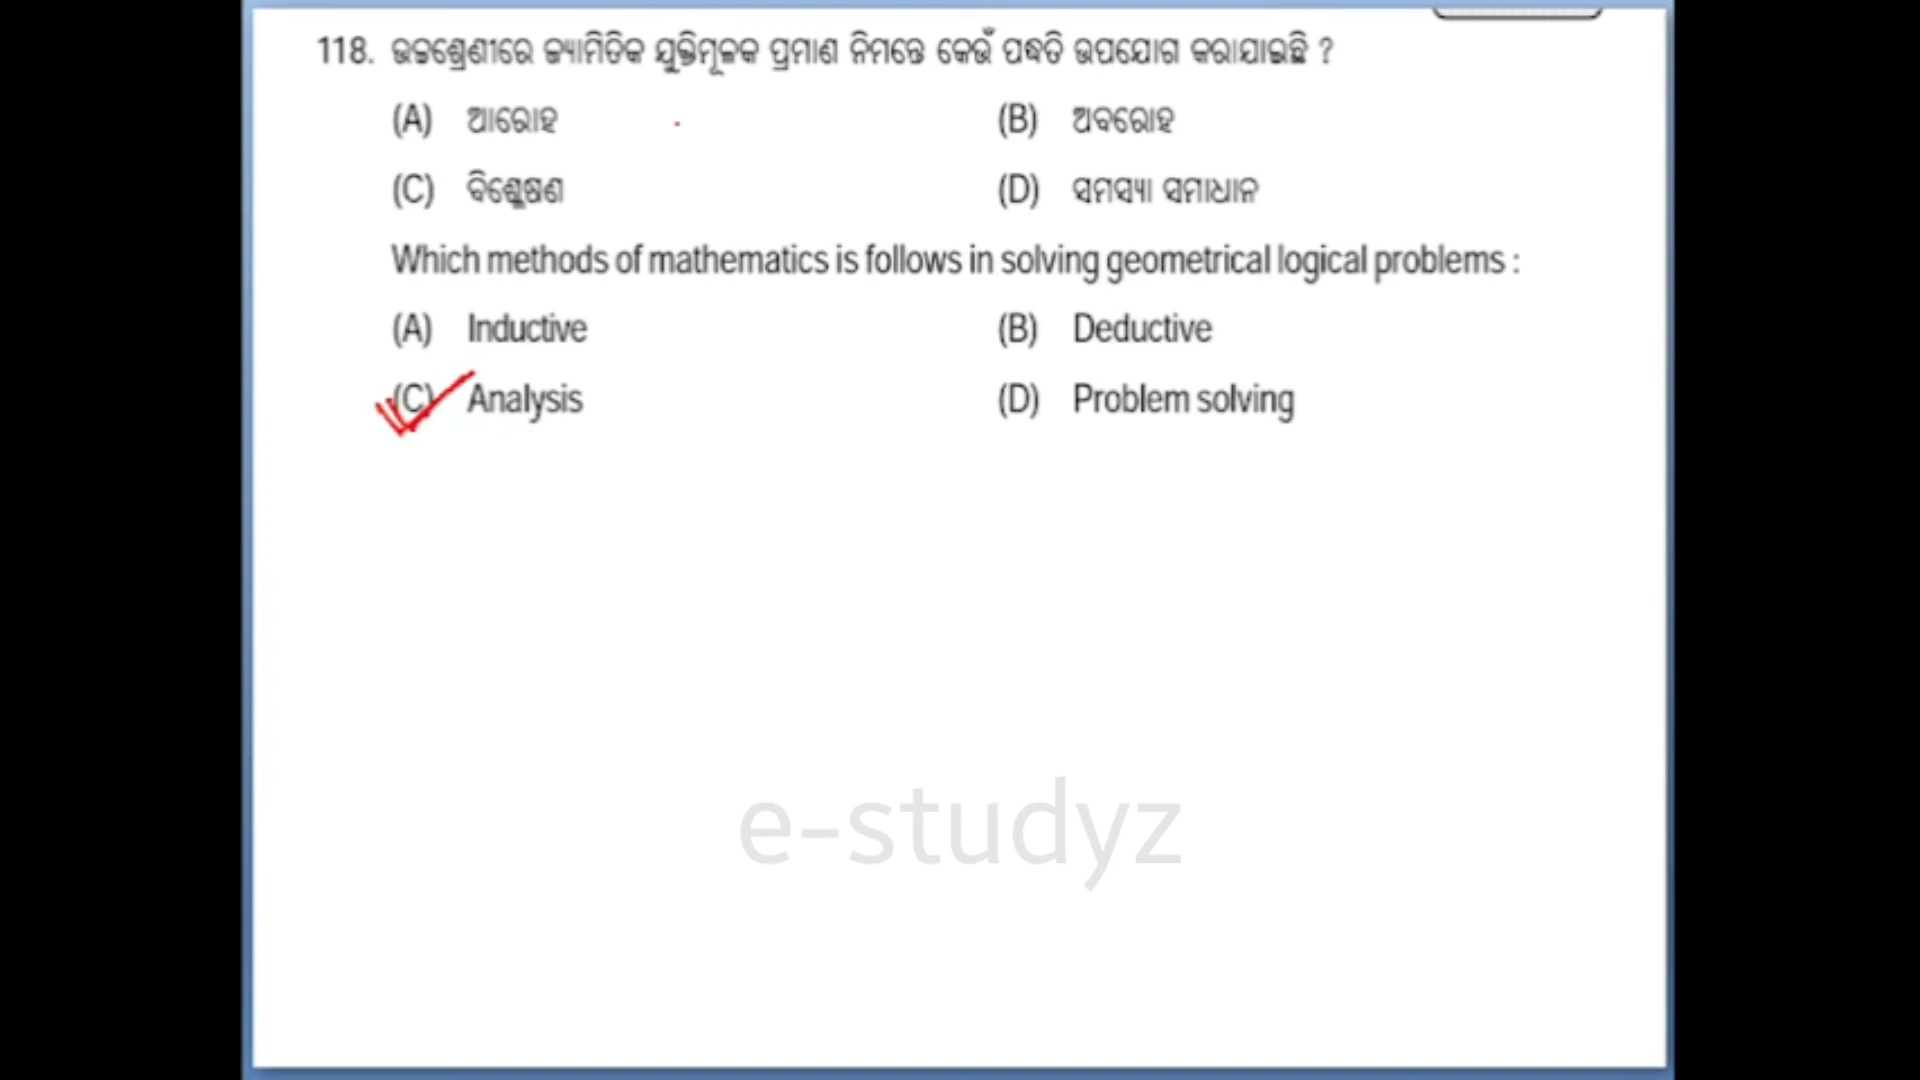 118. ଉଚ୍ଚଶ୍ରେଣୀରେ ଜ୍ୟାମିତିକ ଯୁକ୍ତିମୂଳକ ପ୍ରମାଣ ନିମନ୍ତେ କେଉଁ ପଦ୍ଧତି ଉପଯୋଗ କରାଯାଇଛି ?
(A) ଆରୋହ (B) ଅବରୋହ
(C) ବିଶ୍ଳେଷଣ (D) ସମସ୍ୟା ସମାଧାନ
Which methods of mathematics is follows in solving geometrical logical problems :
(A) Inductive (B) Deductive
(C) Analysis (D) Problem solving
e-studyz